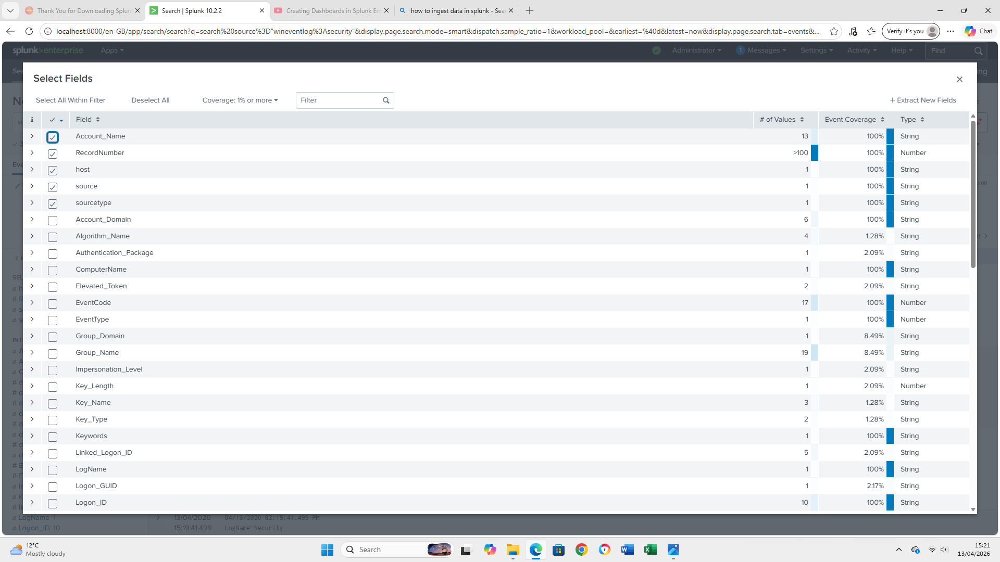 Thank You for Downloading Splun
Search | Splunk 10.2.2
Creating Dashboards in Splunk En
how to ingest data in splunk - Sea
localhost:8000/en-GB/app/search/search?q=search%20source%3D"wineventlog%3Asecurity"&display.page.search.mode=smart&dispatch.sample_ratio=1&workload_pool=&earliest=%40d&latest=now&display.page.search.tab=events&...
Verify it's you
Chat
splunk>enterprise Apps
Administrator 1 Messages Settings Activity Help Find
Select Fields
Select All Within Filter Deselect All Coverage: 1% or more Filter + Extract New Fields
i Field # of Values Event Coverage Type
Account_Name 13 100% String
RecordNumber >100 100% Number
host 1 100% String
source 1 100% String
sourcetype 1 100% String
Account_Domain 6 100% String
Algorithm_Name 4 1.28% String
Authentication_Package 1 2.09% String
ComputerName 1 100% String
Elevated_Token 2 2.09% String
EventCode 17 100% Number
EventType 1 100% Number
Group_Domain 1 8.49% String
Group_Name 19 8.49% String
Impersonation_Level 1 2.09% String
Key_Length 1 2.09% Number
Key_Name 3 1.28% String
Key_Type 2 1.28% String
Keywords 1 100% String
Linked_Logon_ID 5 2.09% String
LogName 1 100% String
Logon_GUID 1 2.17% String
Logon_ID 10 100% String
a LogName 1 13/04/2026 04/13/2026 03:19:41.499 PM
a Logon_ID 10 15:19:41.499 LogName=Security
12°C
Mostly cloudy
Search
15:21
13/04/2026